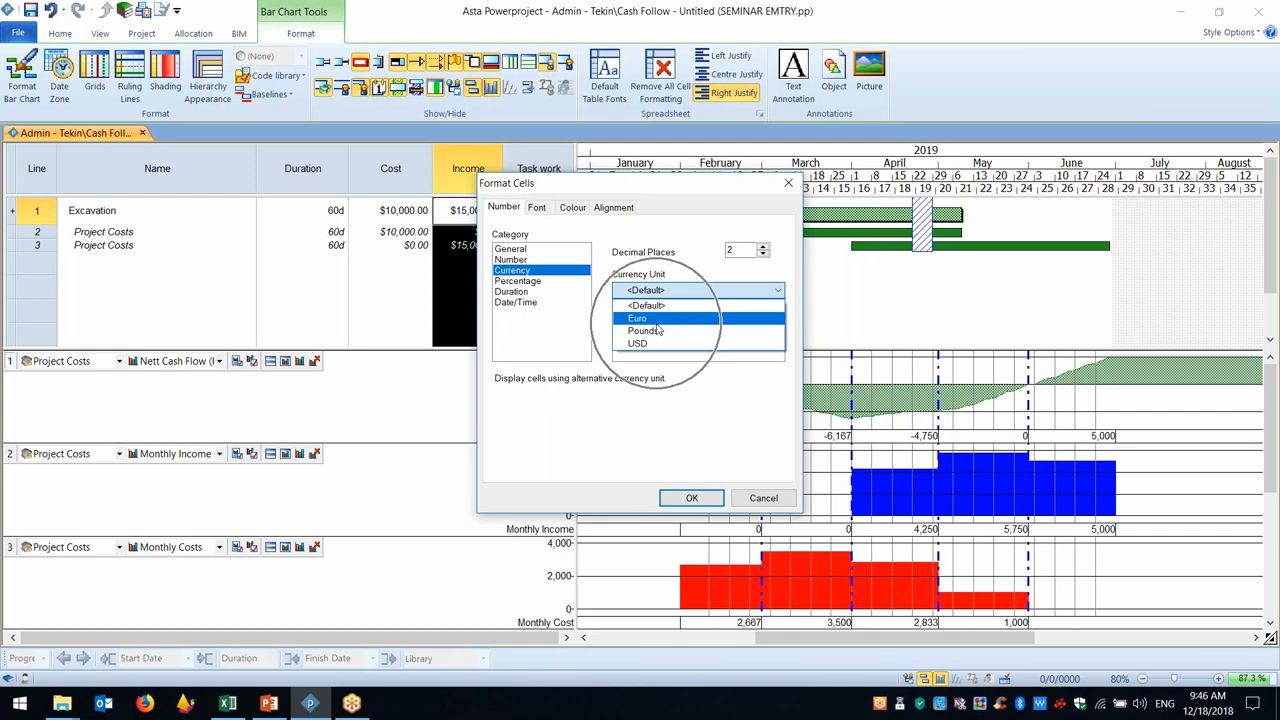 Bar Chart Tools
Asta Powerproject - Admin - Tekin\Cash Follow - Untitled (SEMINAR EMTRY.pp)
File
Home
View
Project
Allocation
BIM
Format
Style Options
Format Bar Chart
Date Zone
Grids
Ruling Lines
Shading
Hierarchy Appearance
(None)
Code library
Baselines
Default Table Fonts
Remove All Cell Formatting
Left Justify
Centre Justify
Right Justify
Text Annotation
Object
Picture
Format
Show/Hide
Spreadsheet
Annotations
Admin - Tekin\Cash Foll...
Line Name Duration Cost Income Task work
2019
January February March April May June July August
1 Excavation 60d $10,000.00 $15,0
2 Project Costs 60d $10,000.00
3 Project Costs 30d $0.00 $15,0
Format Cells
Number Font Colour Alignment
Category
General
Number
Currency
Percentage
Duration
Date/Time
Decimal Places 2
Currency Unit
<Default>
<Default>
Euro
Pounds
USD
Display cells using alternative currency unit.
OK Cancel
1 Project Costs Nett Cash Flow (I
-6,167 -4,750 0 5,000
2 Project Costs Monthly Income
Monthly Income 0 0 4,250 5,750 5,000
3 Project Costs Monthly Costs
4,000
2,000
0
Monthly Cost 2,667 3,500 2,833 1,000
Progre Start Date Duration Finish Date Library
0/0/0000 80% 87.3 %
ENG
9:46 AM
12/18/2018